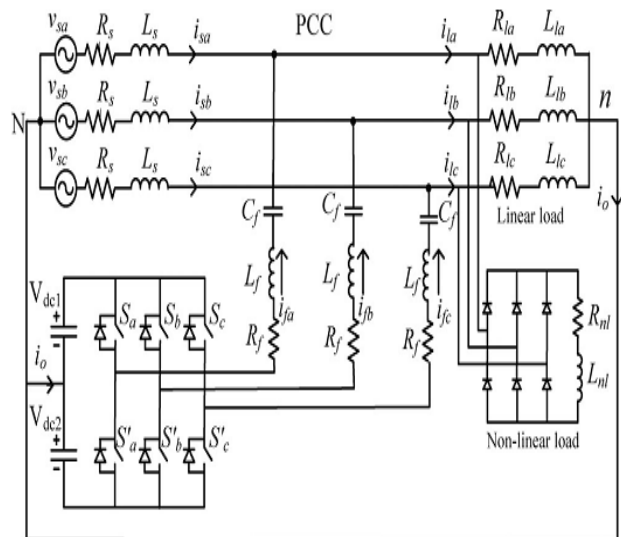 v_sa R_s L_s i_sa PCC i_la R_la L_la
v_sb R_s L_s i_sb i_lb R_lb L_lb n
N
v_sc R_s L_s i_sc i_lc R_lc L_lc
C_f C_f C_f Linear load i_o
L_f L_f L_f
i_fa i_fb i_fc
V_dc1 + - S_a S_b S_c R_f R_f R_f R_nl
i_o L_nl
V_dc2 + - S'_a S'_b S'_c Non-linear load